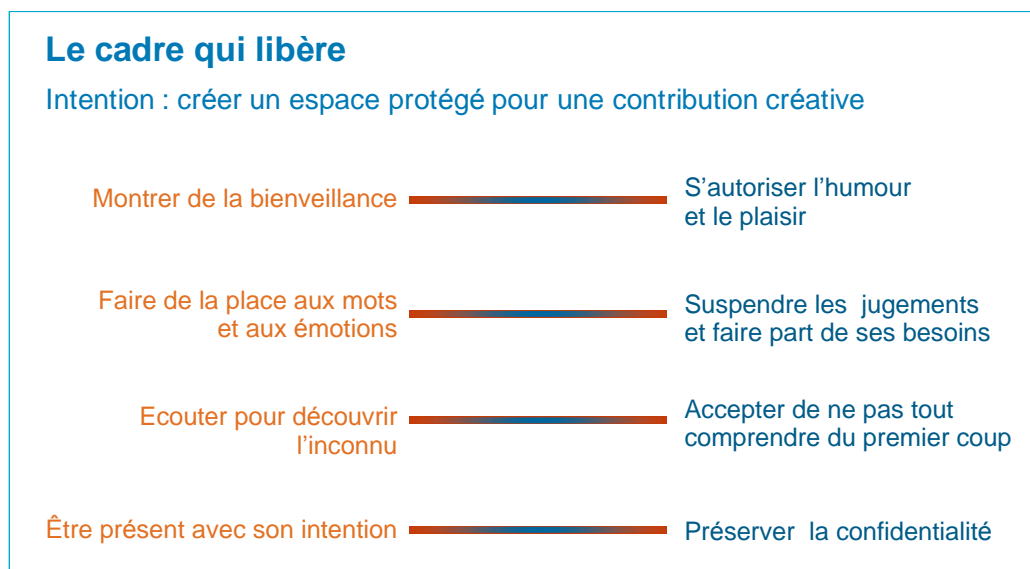 Le cadre qui libère
Intention : créer un espace protégé pour une contribution créative
Montrer de la bienveillance
S’autoriser l’humour
et le plaisir
Faire de la place aux mots
et aux émotions
Suspendre les  jugements
et faire part de ses besoins
Ecouter pour découvrir
l’inconnu
Accepter de ne pas tout
comprendre du premier coup
Être présent avec son intention
Préserver  la confidentialité